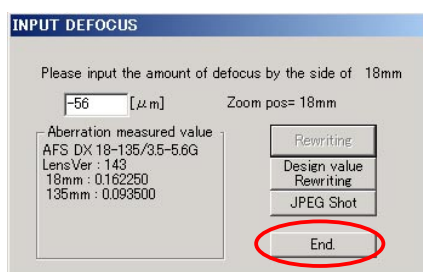 INPUT DEFOCUS
Please input the amount of defocus by the side of 18mm
-56 [μm] Zoom pos= 18mm
Aberration measured value
AFS DX 18-135/3.5-5.6G
LensVer : 143
18mm : 0.162250
135mm : 0.093500
Rewriting
Design value
Rewriting
JPEG Shot
End.